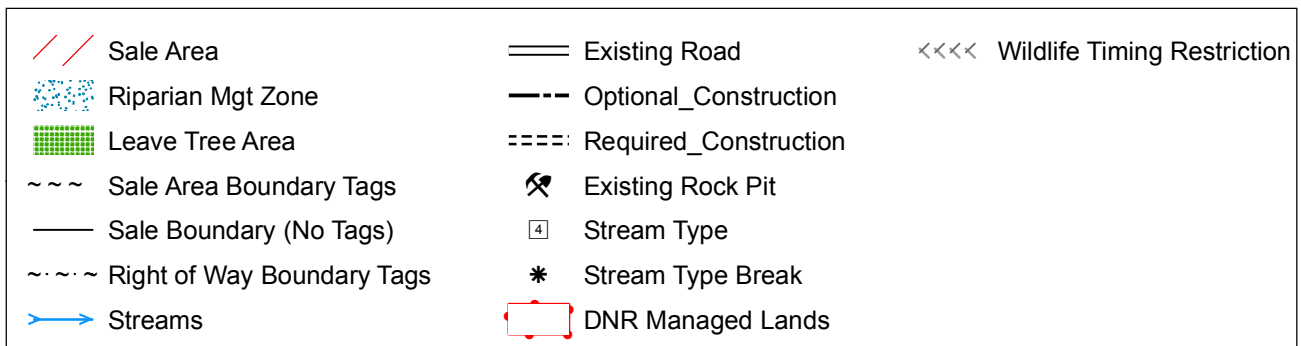 Sale Area
Riparian Mgt Zone
Leave Tree Area
Sale Area Boundary Tags
Sale Boundary (No Tags)
Right of Way Boundary Tags
Streams
Existing Road
Optional_Construction
Required_Construction
Existing Rock Pit
4 Stream Type
Stream Type Break
DNR Managed Lands
Wildlife Timing Restriction